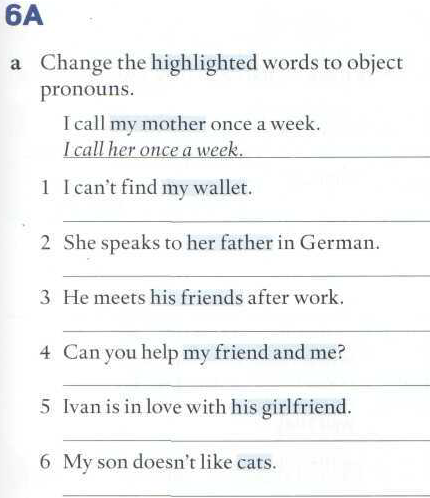 6A
a Change the highlighted words to object
pronouns.
I call my mother once a week.
I call her once a week.
1 I can't find my wallet.
2 She speaks to her father in German.
3 He meets his friends after work.
4 Can you help my friend and me?
5 Ivan is in love with his girlfriend.
6 My son doesn't like cats.